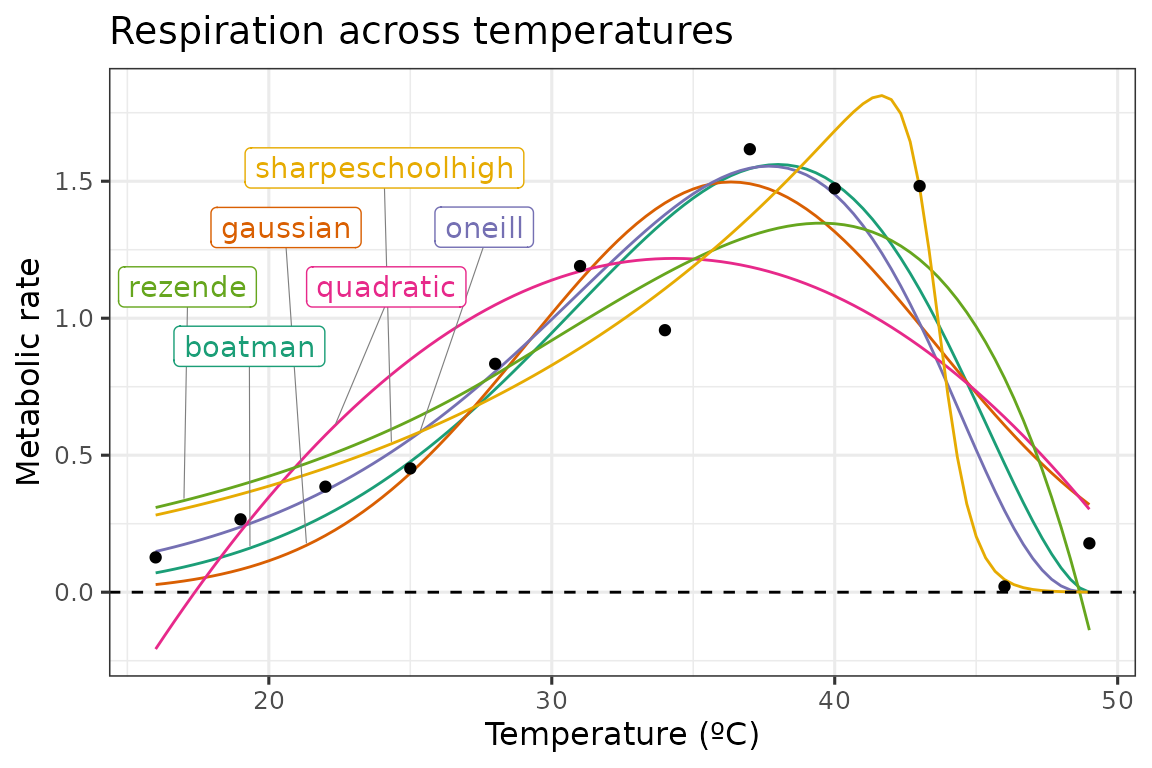 Respiration across temperatures
Metabolic rate
1.5
1.0
0.5
0.0
sharpeschoolhigh
gaussian
oneill
rezende
quadratic
boatman
20
30
40
50
Temperature (ºC)